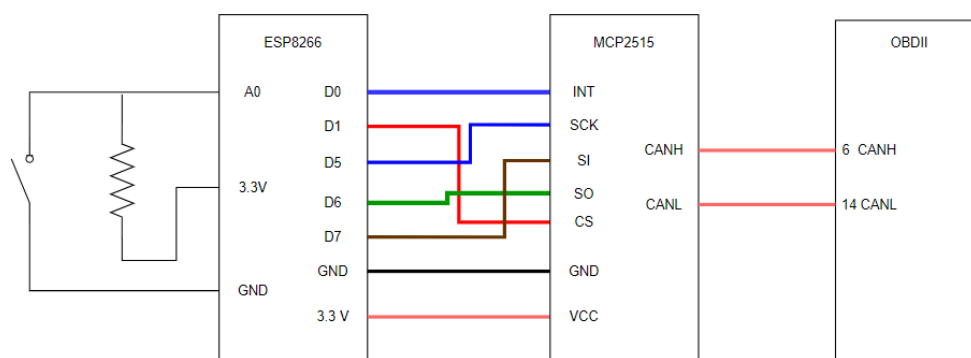 ESP8266
MCP2515
OBDII
A0
D0
INT
D1
SCK
CANH
6 CANH
D5
SI
3.3V
D6
SO
CANL
14 CANL
CS
D7
GND
GND
GND
3.3 V
VCC